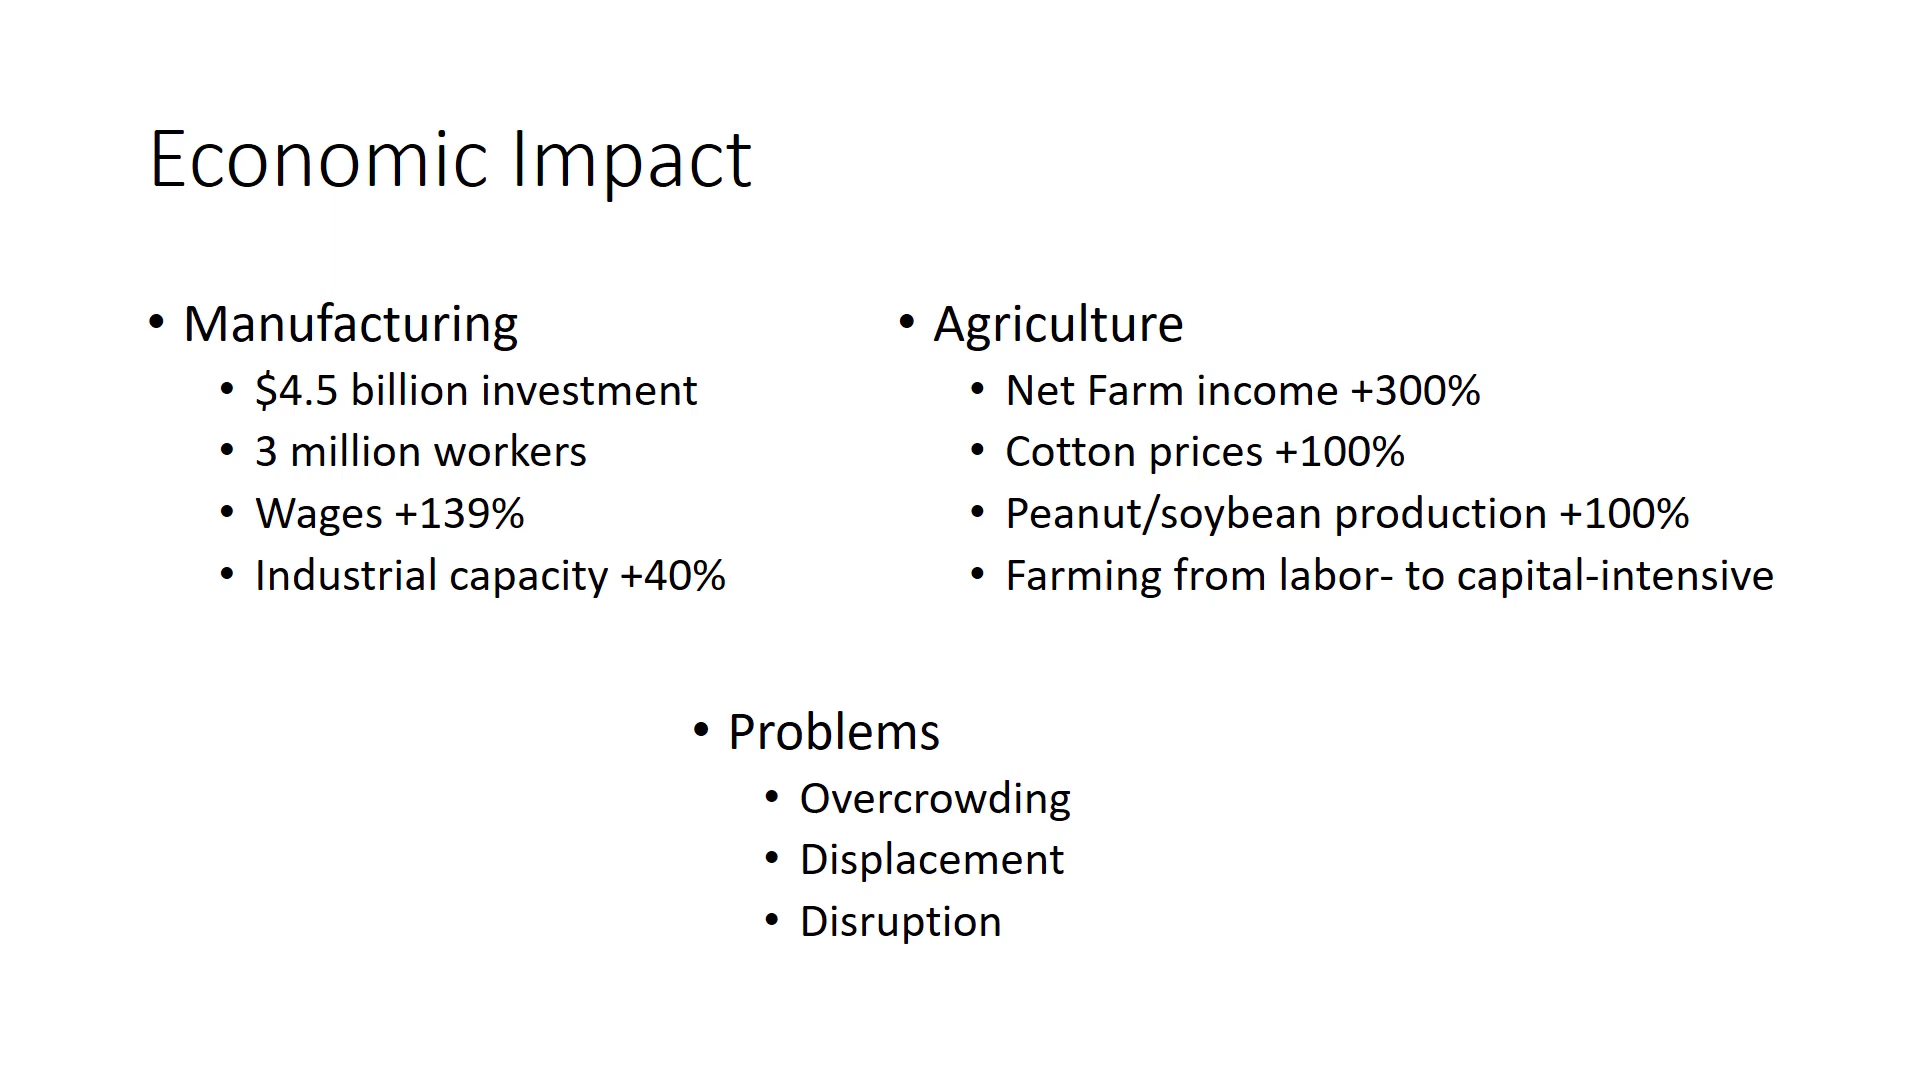 Economic Impact
• Manufacturing
• $4.5 billion investment
• 3 million workers
• Wages +139%
• Industrial capacity +40%
• Agriculture
• Net Farm income +300%
• Cotton prices +100%
• Peanut/soybean production +100%
• Farming from labor- to capital-intensive
• Problems
• Overcrowding
• Displacement
• Disruption